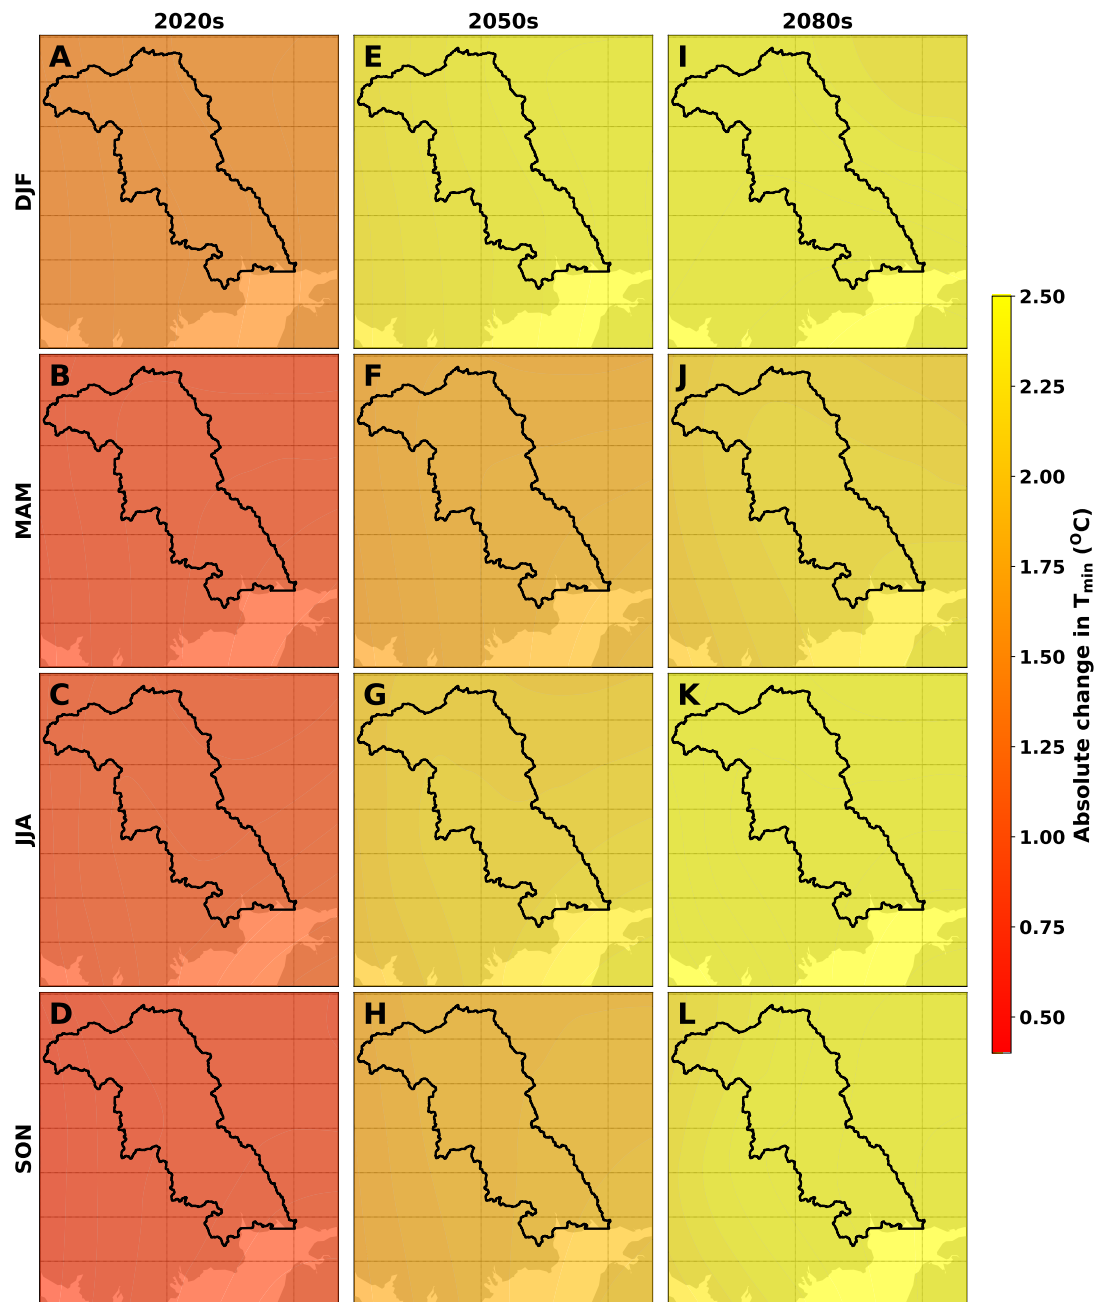 2020s 2050s 2080s
DJF
A E I
MAM
B F J
JJA
C G K
SON
D H L
2.50
2.25
2.00
1.75
1.50
1.25
1.00
0.75
0.50
Absolute change in Tmin (OC)